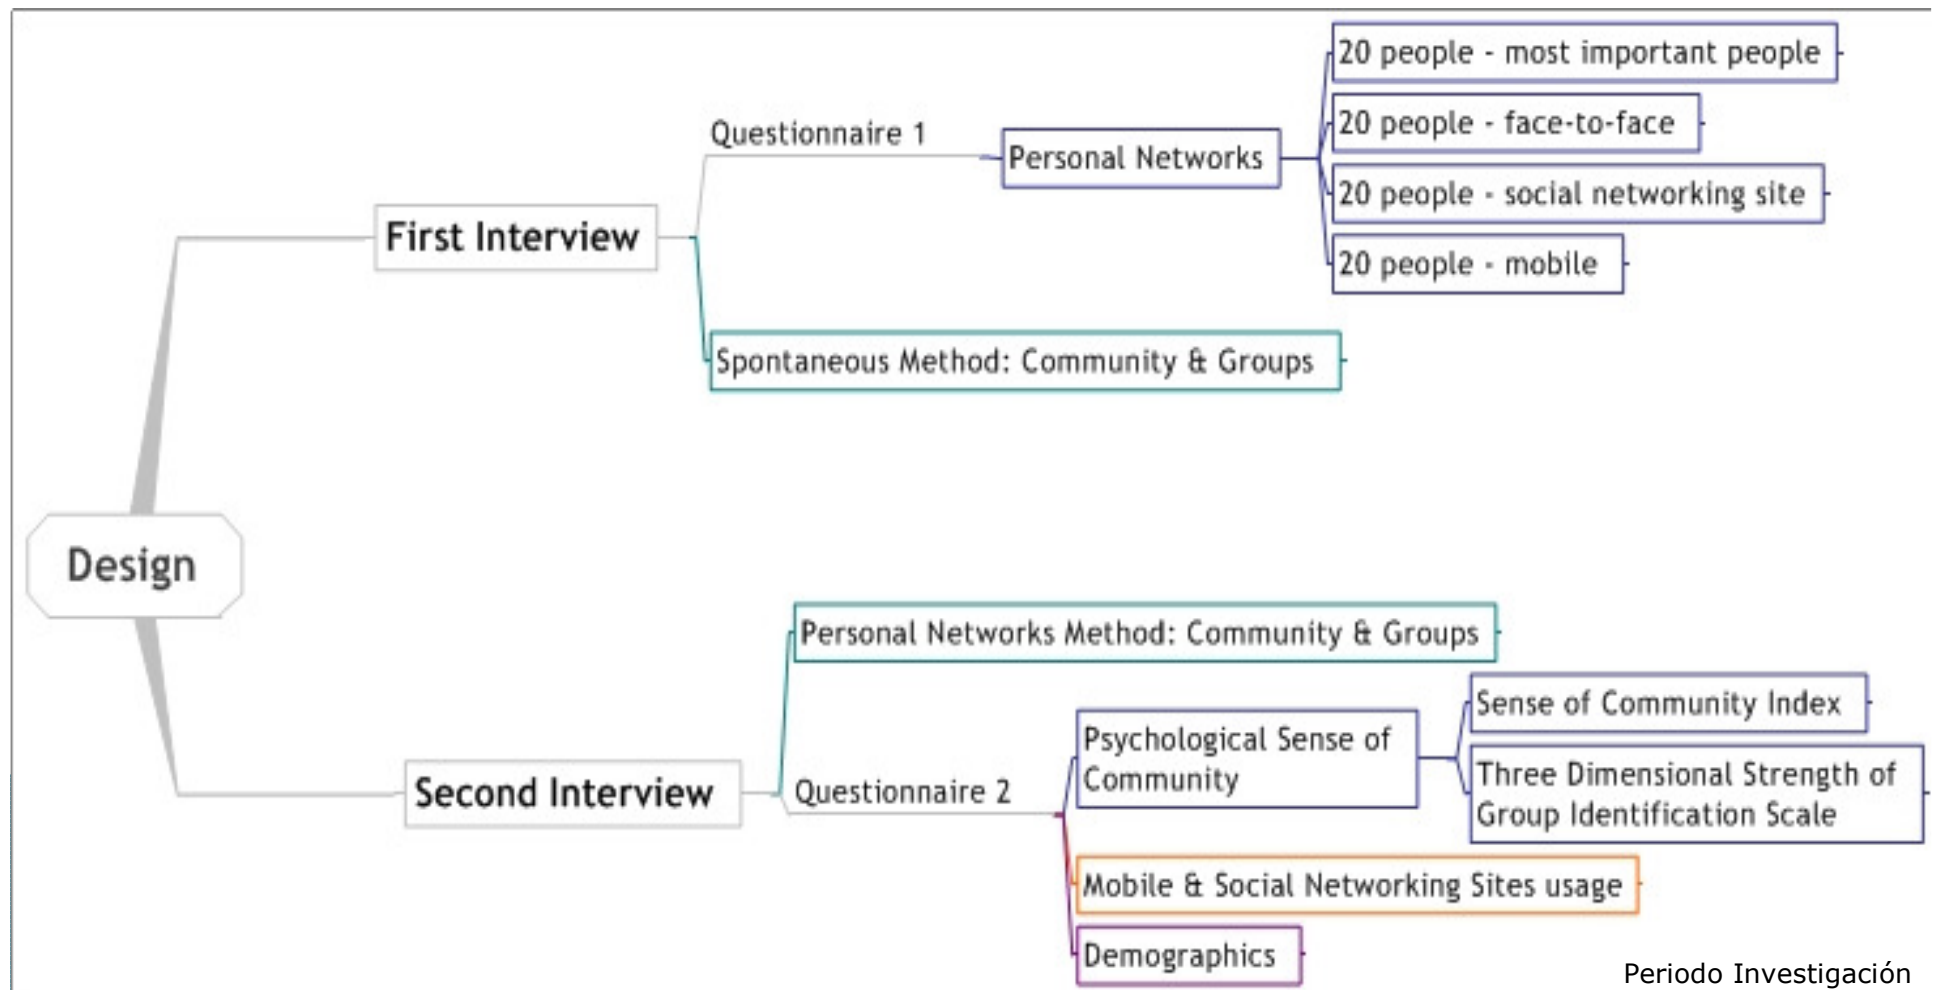 20 people - most important people
20 people - face-to-face
Questionnaire 1
Personal Networks
20 people - social networking site
First Interview
20 people - mobile
Spontaneous Method: Community & Groups
Design
Personal Networks Method: Community & Groups
Sense of Community Index
Psychological Sense of
Community
Three Dimensional Strength of
Group Identification Scale
Second Interview
Questionnaire 2
Mobile & Social Networking Sites usage
Demographics
Periodo Investigación